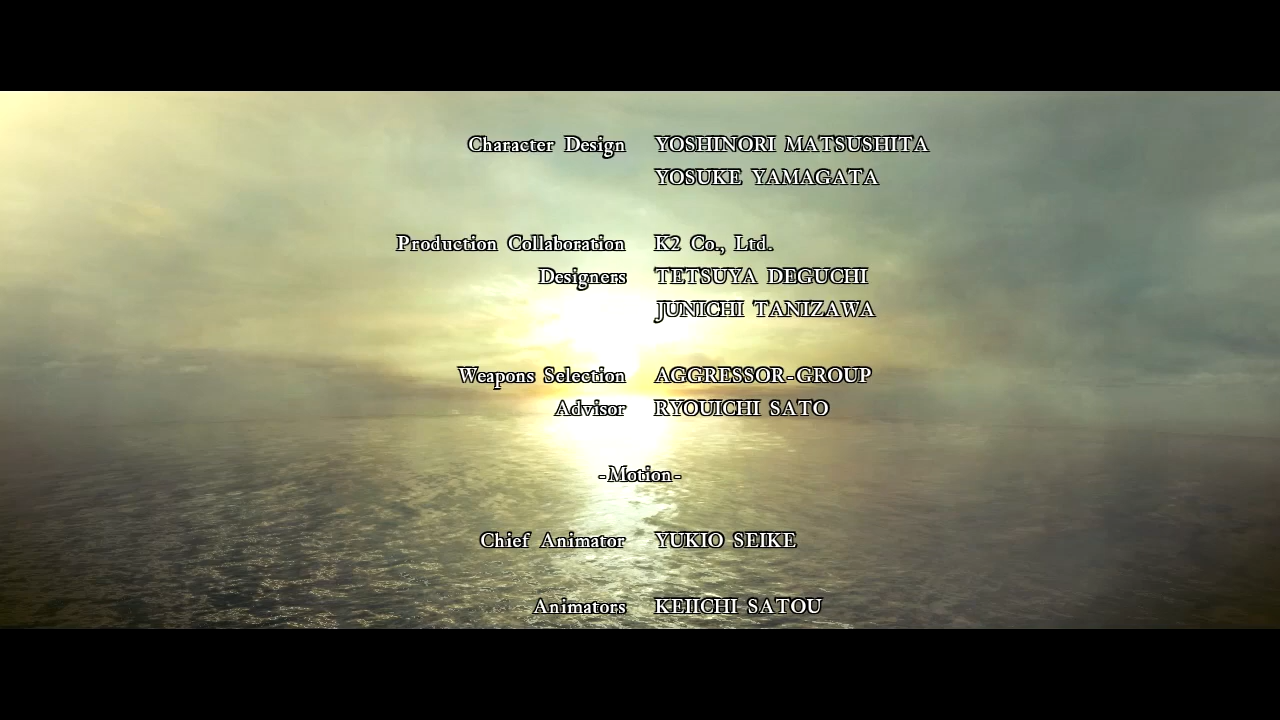 Character Design YOSHINORI MATSUSHITA
YOSUKE YAMAGATA
Production Collaboration K2 Co., Ltd.
Designers TETSUYA DEGUCHI
JUNICHI TANIZAWA
Weapons Selection AGGRESSOR-GROUP
Advisor RYOUICHI SATO
-Motion-
Chief Animator YUKIO SEIKE
Animators KEIICHI SATOU